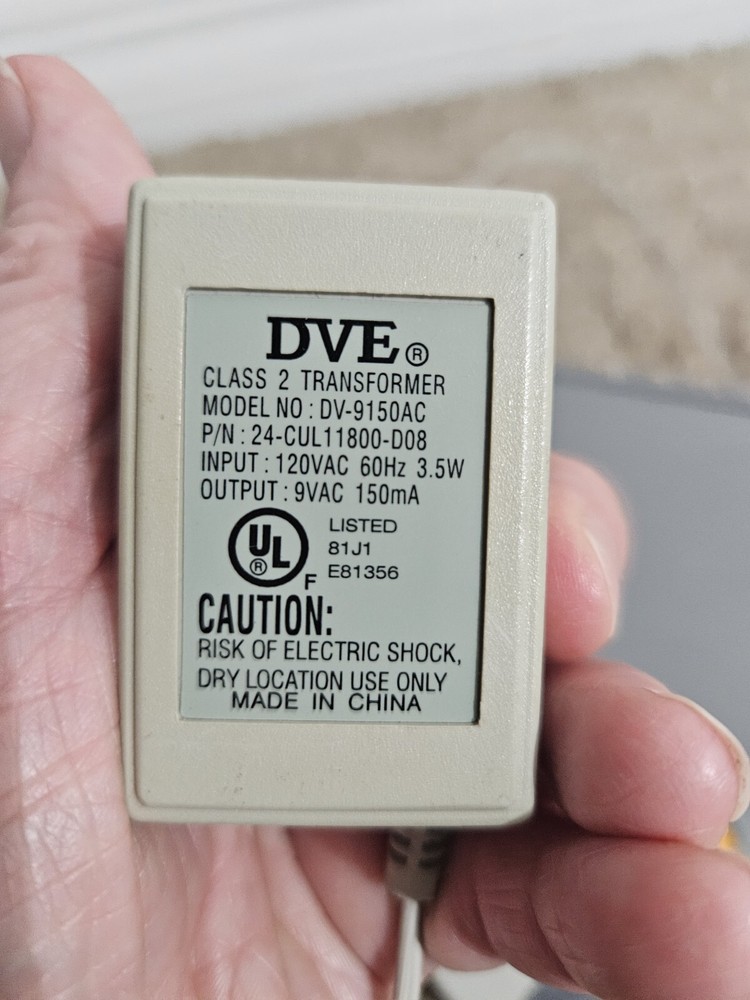 DVE®
CLASS 2 TRANSFORMER
MODEL NO : DV-9150AC
P/N : 24-CUL11800-D08
INPUT : 120VAC 60Hz 3.5W
OUTPUT : 9VAC 150mA
UL® F
LISTED
81J1
E81356
CAUTION:
RISK OF ELECTRIC SHOCK,
DRY LOCATION USE ONLY
MADE IN CHINA